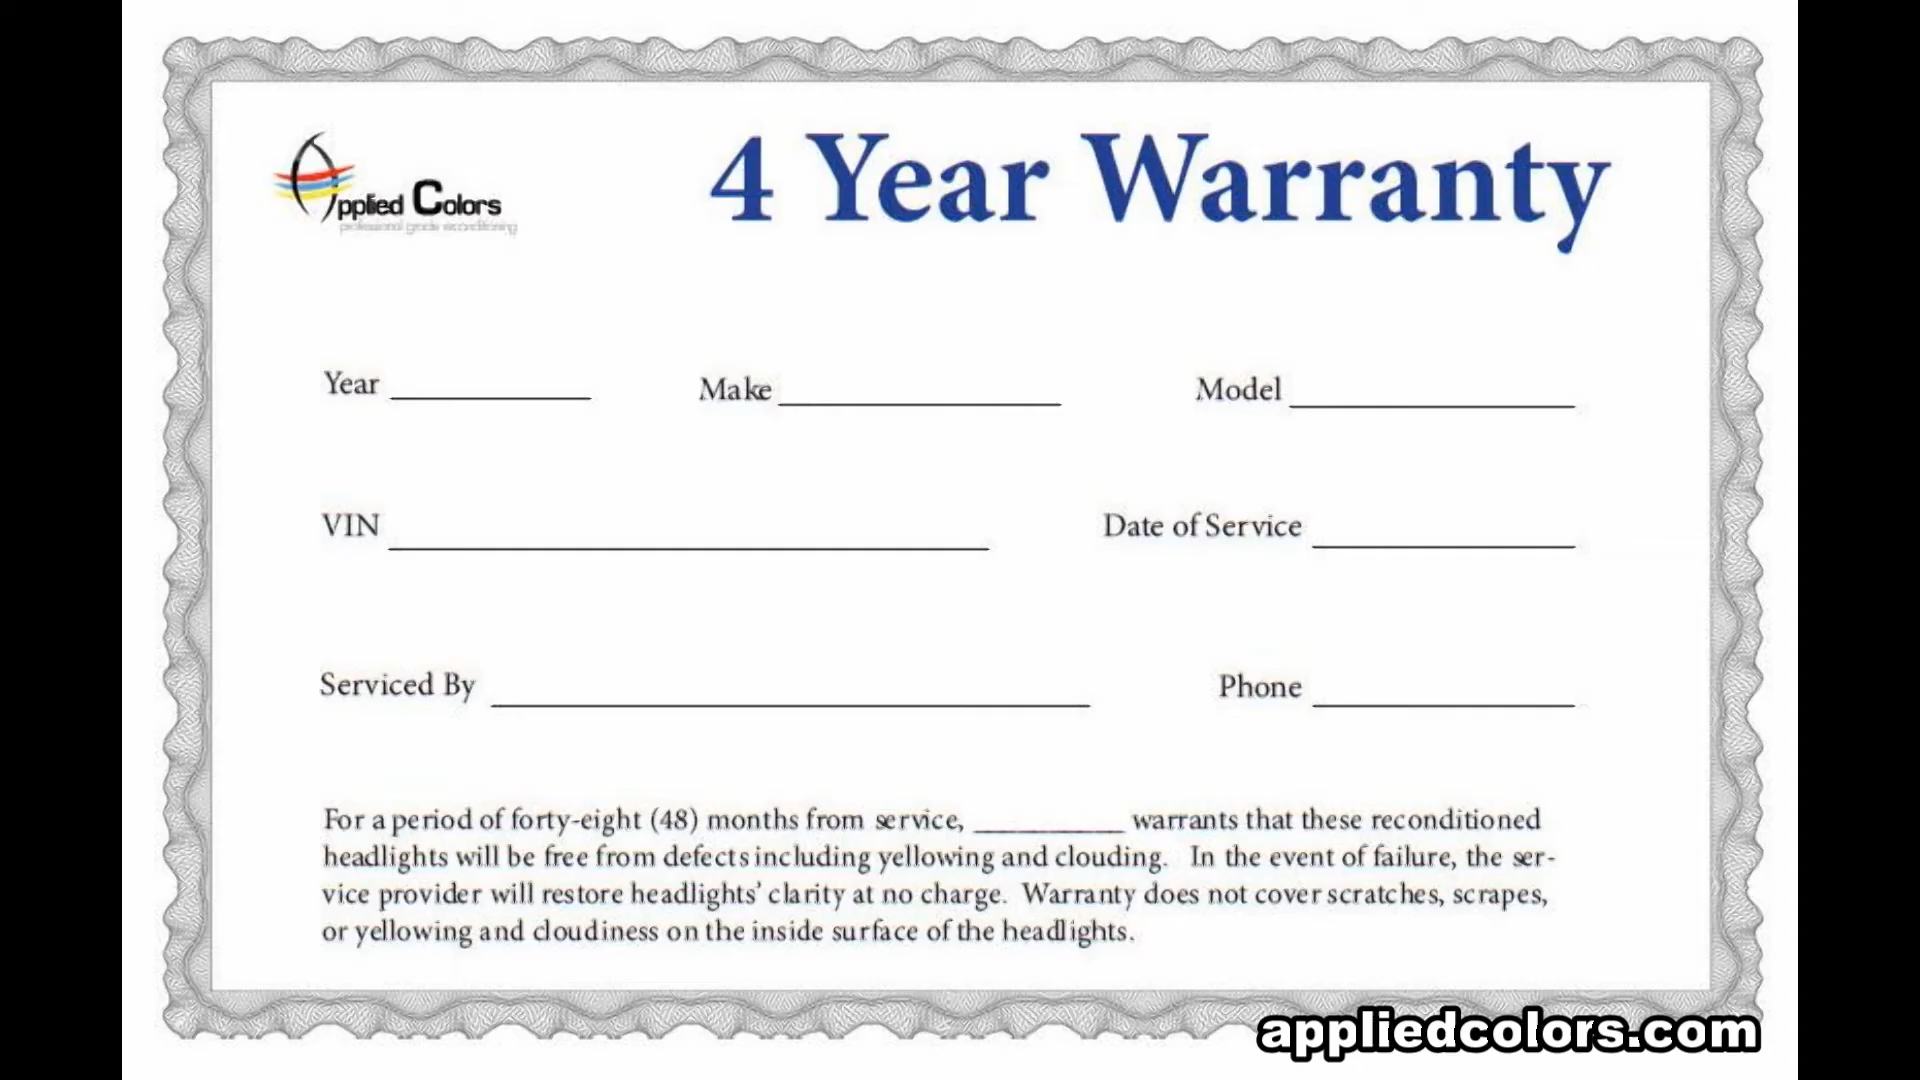 4 Year Warranty
Applied Colors
professional grade reconditioning
Year Make Model
VIN Date of Service
Serviced By Phone
For a period of forty-eight (48) months from service, __________ warrants that these reconditioned
headlights will be free from defects including yellowing and clouding. In the event of failure, the ser-
vice provider will restore headlights' clarity at no charge. Warranty does not cover scratches, scrapes,
or yellowing and cloudiness on the inside surface of the headlights.
appliedcolors.com